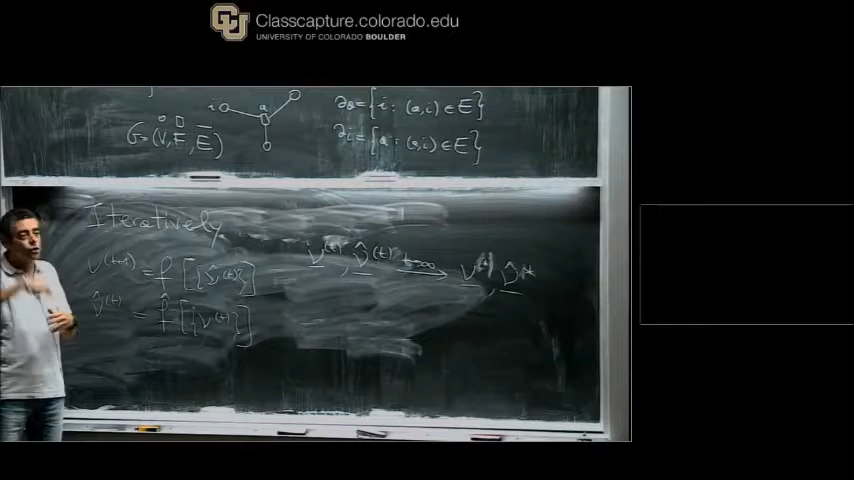 Classcapture.colorado.edu
UNIVERSITY OF COLORADO BOULDER
i a
∂a={i : (a,i)∈E}
G=(V,F,E)
∂i={a : (a,i)∈E}
Iteratively
ν^(t+1) = f[{ν̂^(t)}]
ν^(t), ν̂^(t) t→∞ ν^*, ν̂^*
ν̂^(t) = f̂[{ν^(t)}]